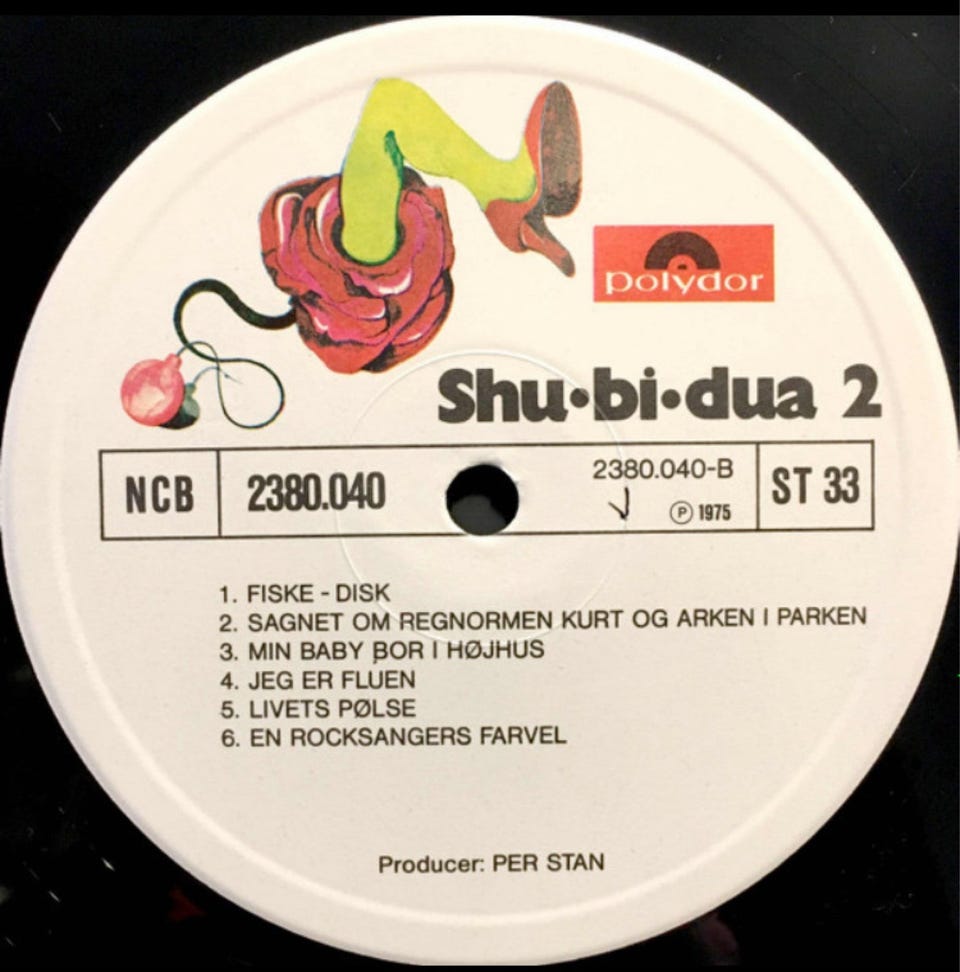 polydor
Shu•bi•dua 2
NCB
2380.040
2380.040-B
Ⓟ 1975
ST 33
1. FISKE - DISK
2. SAGNET OM REGNORMEN KURT OG ARKEN I PARKEN
3. MIN BABY BOR I HØJHUS
4. JEG ER FLUEN
5. LIVETS PØLSE
6. EN ROCKSANGERS FARVEL
Producer: PER STAN